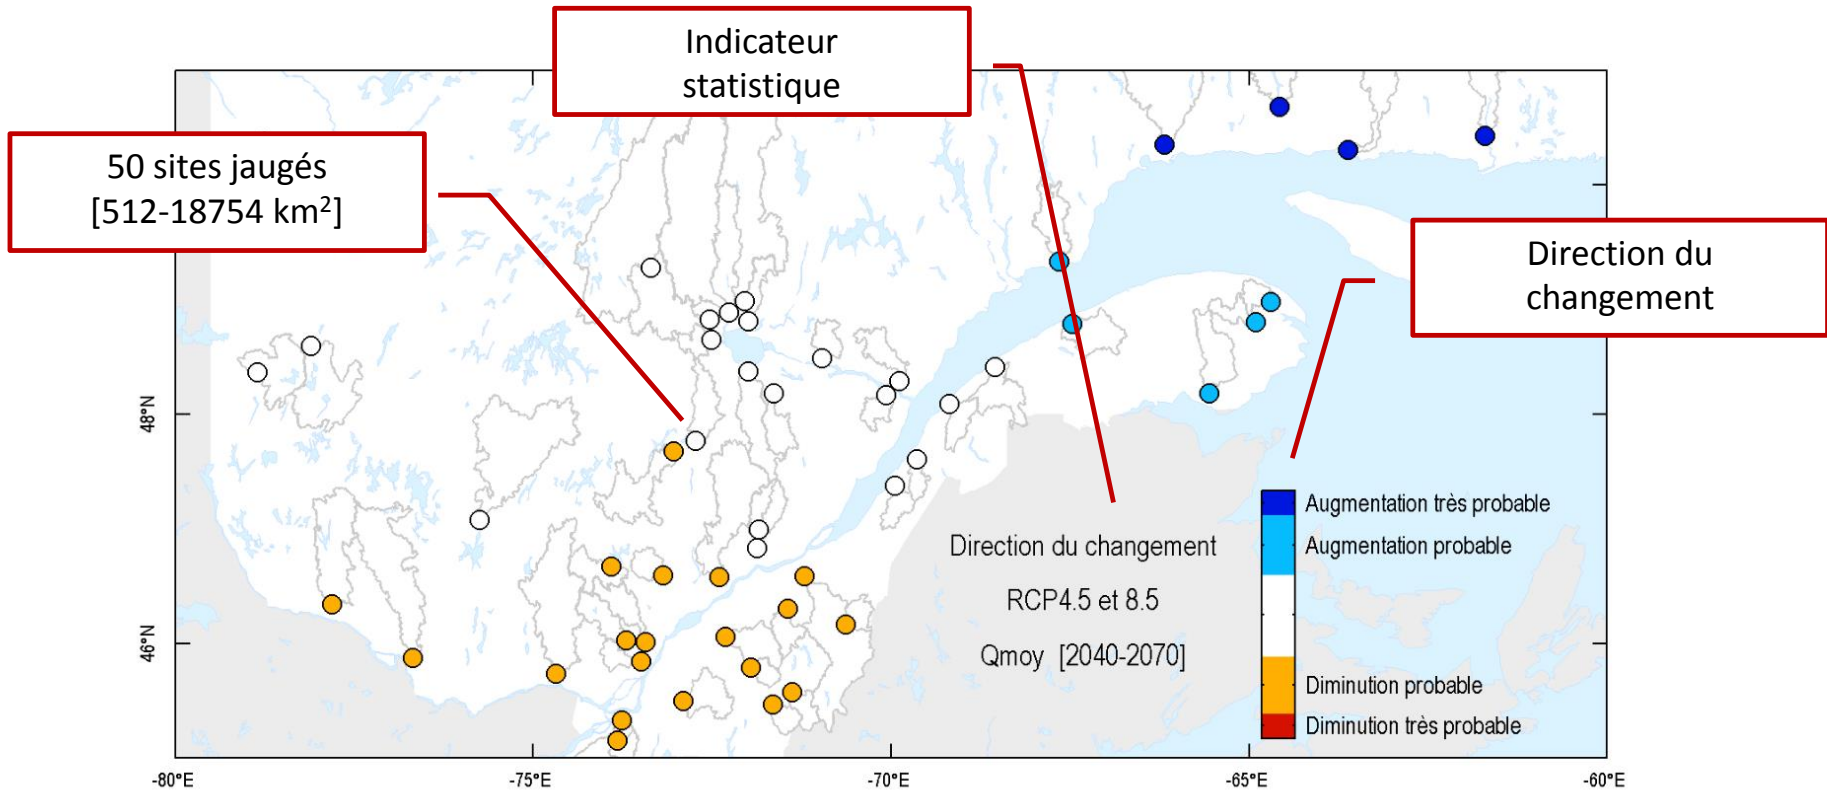 Indicateur
statistique
50 sites jaugés
[512-18754 km²]
Direction du
changement
48°N
46°N
Direction du changement
RCP4.5 et 8.5
Qmoy [2040-2070]
Augmentation très probable
Augmentation probable
Diminution probable
Diminution très probable
-80°E
-75°E
-70°E
-65°E
-60°E